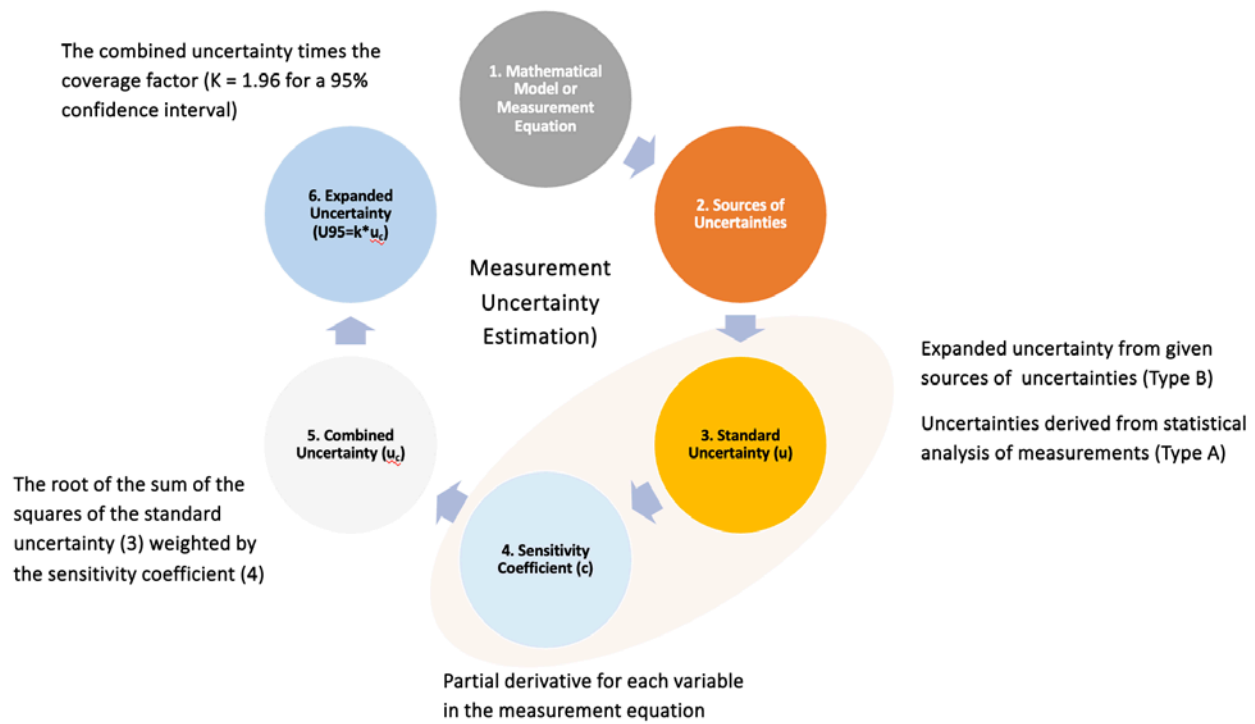 The combined uncertainty times the
coverage factor (K = 1.96 for a 95%
confidence interval)
1. Mathematical
Model or
Measurement
Equation
2. Sources of
Uncertainties
6. Expanded
Uncertainty
(U95=k*uc)
Measurement
Uncertainty
Estimation)
Expanded uncertainty from given
sources of  uncertainties (Type B)
Uncertainties derived from statistical
analysis of measurements (Type A)
3. Standard
Uncertainty (u)
5. Combined
Uncertainty (uc)
The root of the sum of the
squares of the standard
uncertainty (3) weighted by
the sensitivity coefficient (4)
4. Sensitivity
Coefficient (c)
Partial derivative for each variable
in the measurement equation